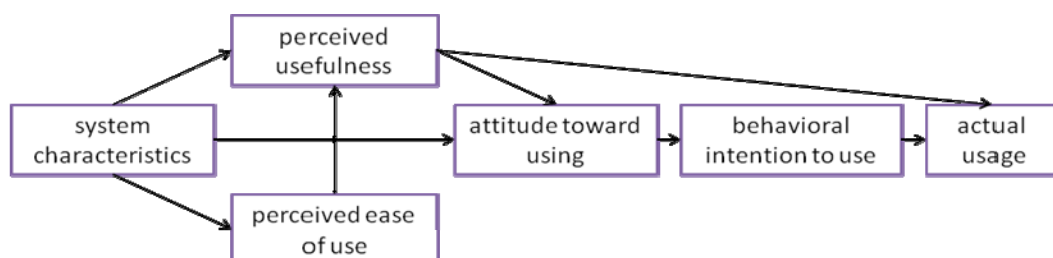 perceived
usefulness
system
characteristics
attitude toward
using
behavioral
intention to use
actual
usage
perceived ease
of use